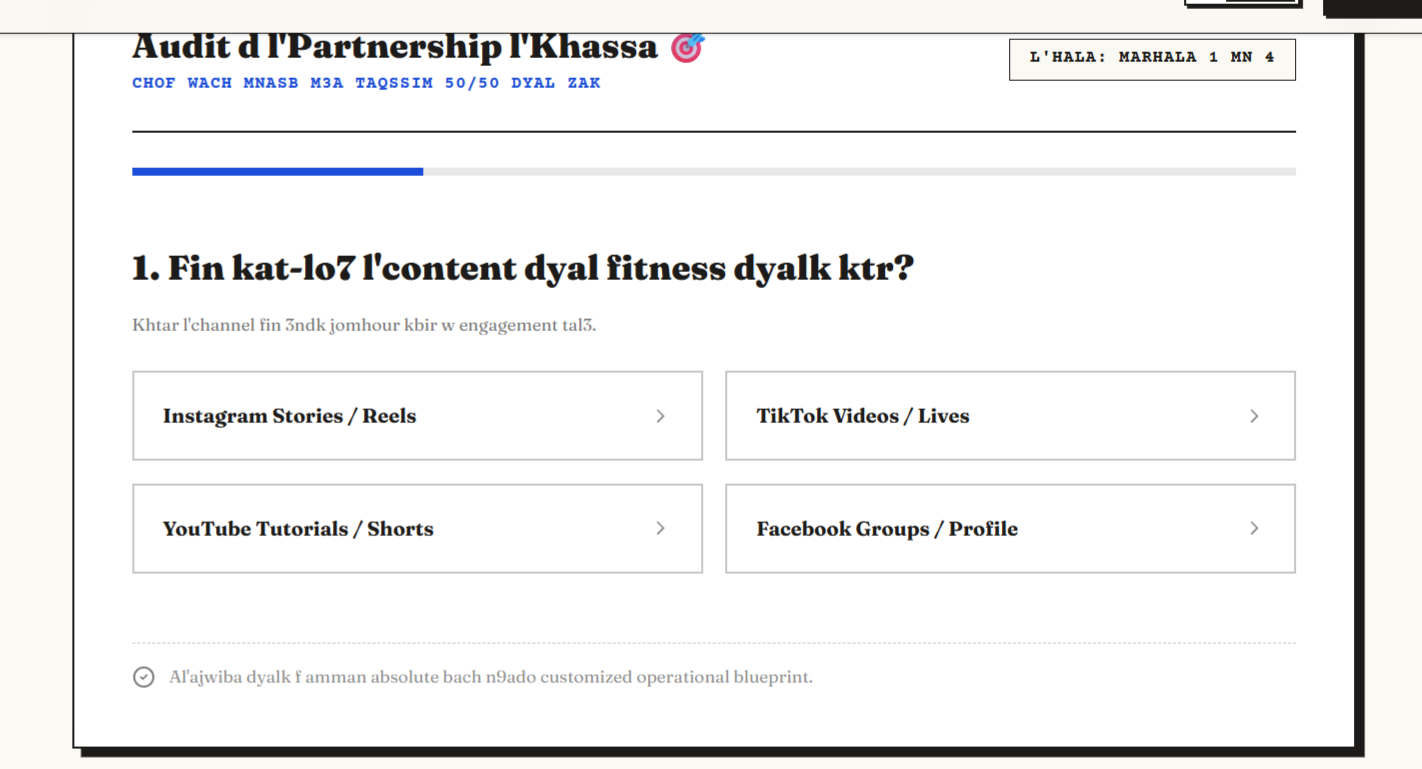 Audit d l'Partnership l'Khassa 🎯
CHOF WACH MNASB M3A TAQSSIM 50/50 DYAL ZAK
L'HALA: MARHALA 1 MN 4
1. Fin kat-lo7 l'content dyal fitness dyalk ktr?
Khtar l'channel fin 3ndk jomhour kbir w engagement tal3.
Instagram Stories / Reels
TikTok Videos / Lives
YouTube Tutorials / Shorts
Facebook Groups / Profile
Al'ajwiba dyalk f amman absolute bach n9ado customized operational blueprint.